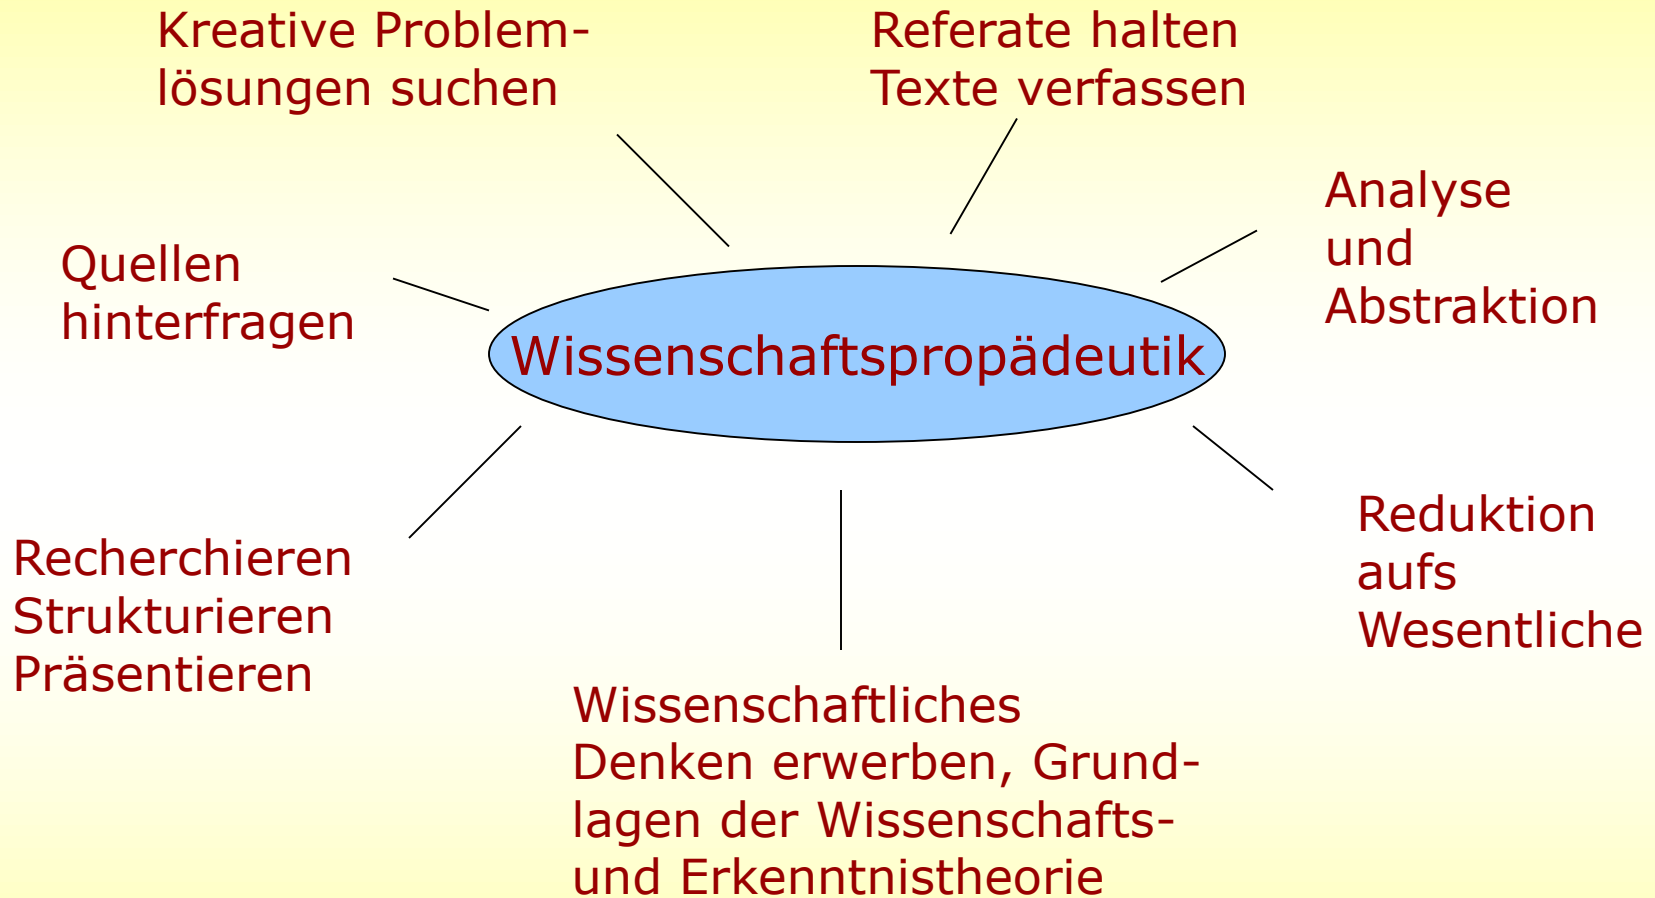 Kreative Problem-
lösungen suchen
Referate halten
Texte verfassen
Analyse
und
Abstraktion
Quellen
hinterfragen
Wissenschaftspropädeutik
Recherchieren
Strukturieren
Präsentieren
Reduktion
aufs
Wesentliche
Wissenschaftliches
Denken erwerben, Grund-
lagen der Wissenschafts-
und Erkenntnistheorie